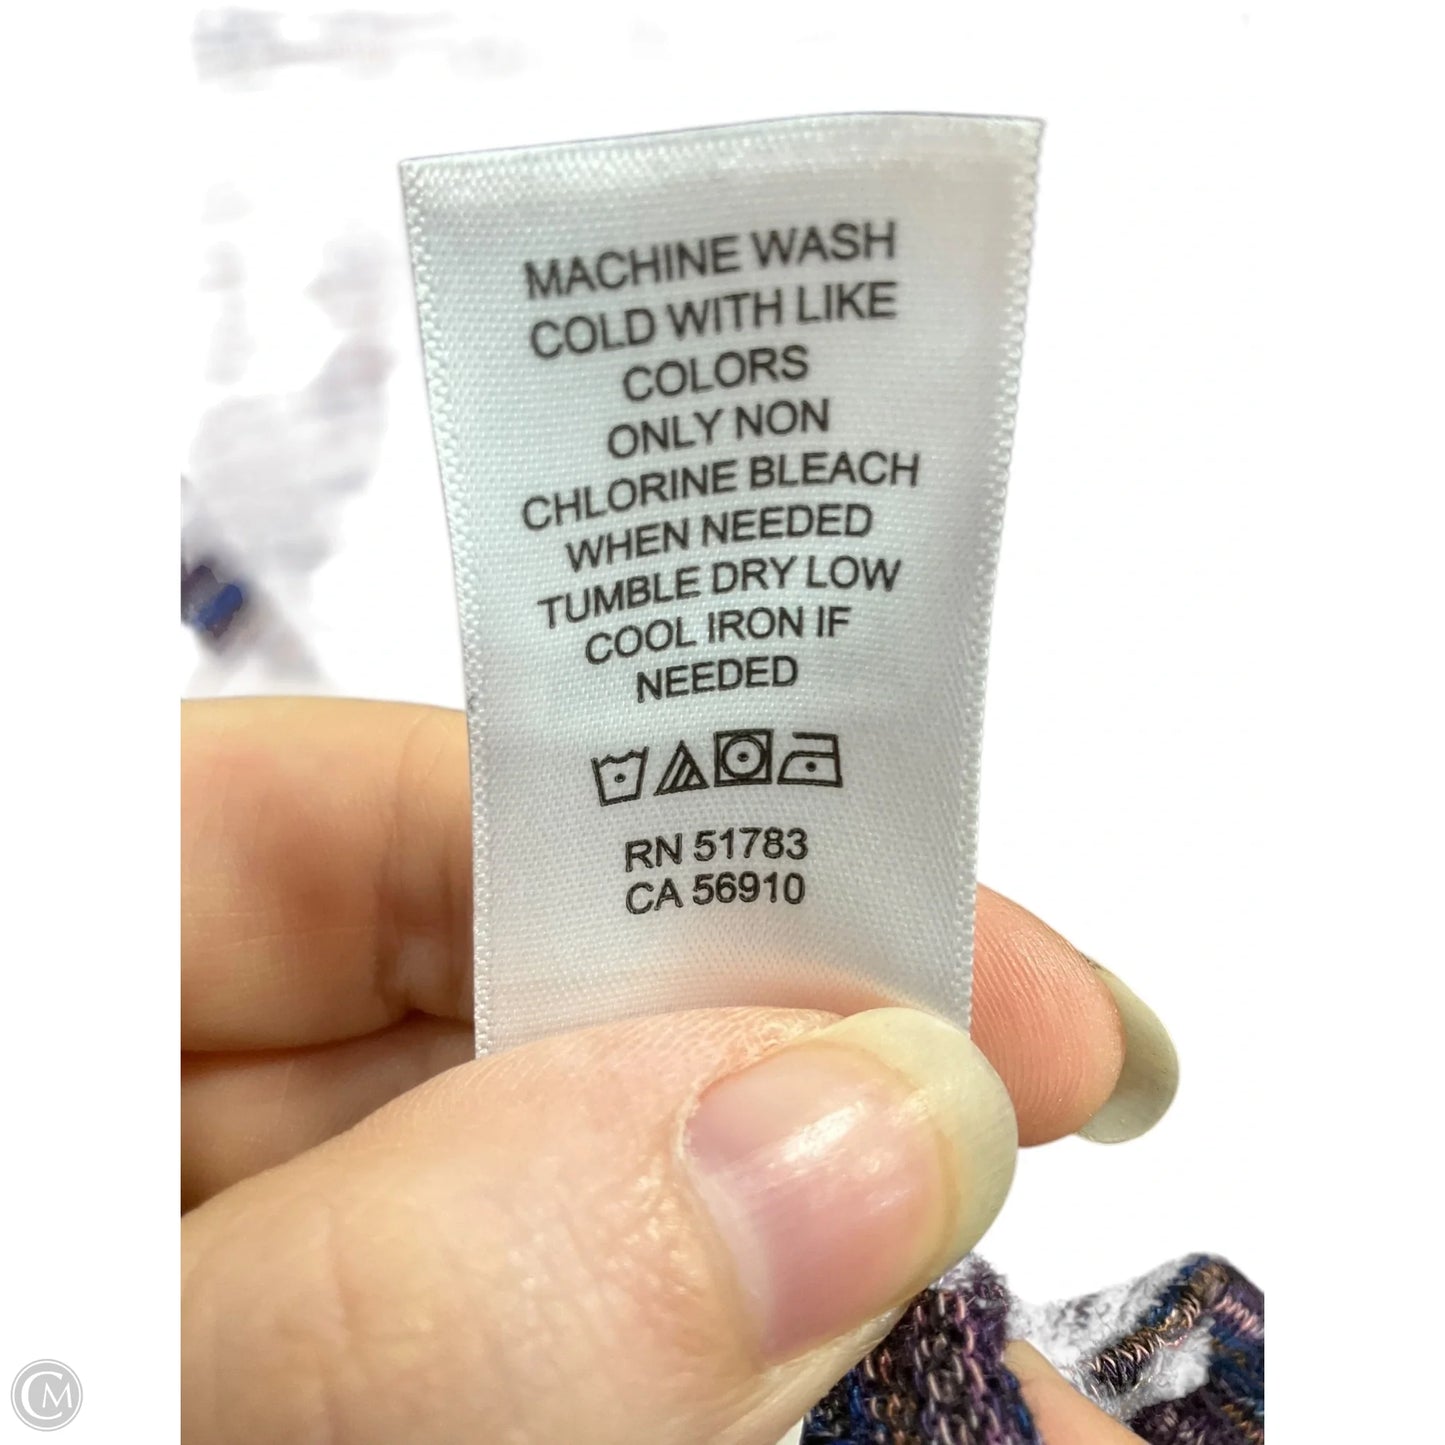 MACHINE WASH
COLD WITH LIKE
COLORS
ONLY NON
CHLORINE BLEACH
WHEN NEEDED
TUMBLE DRY LOW
COOL IRON IF
NEEDED
RN 51783
CA 56910
CM